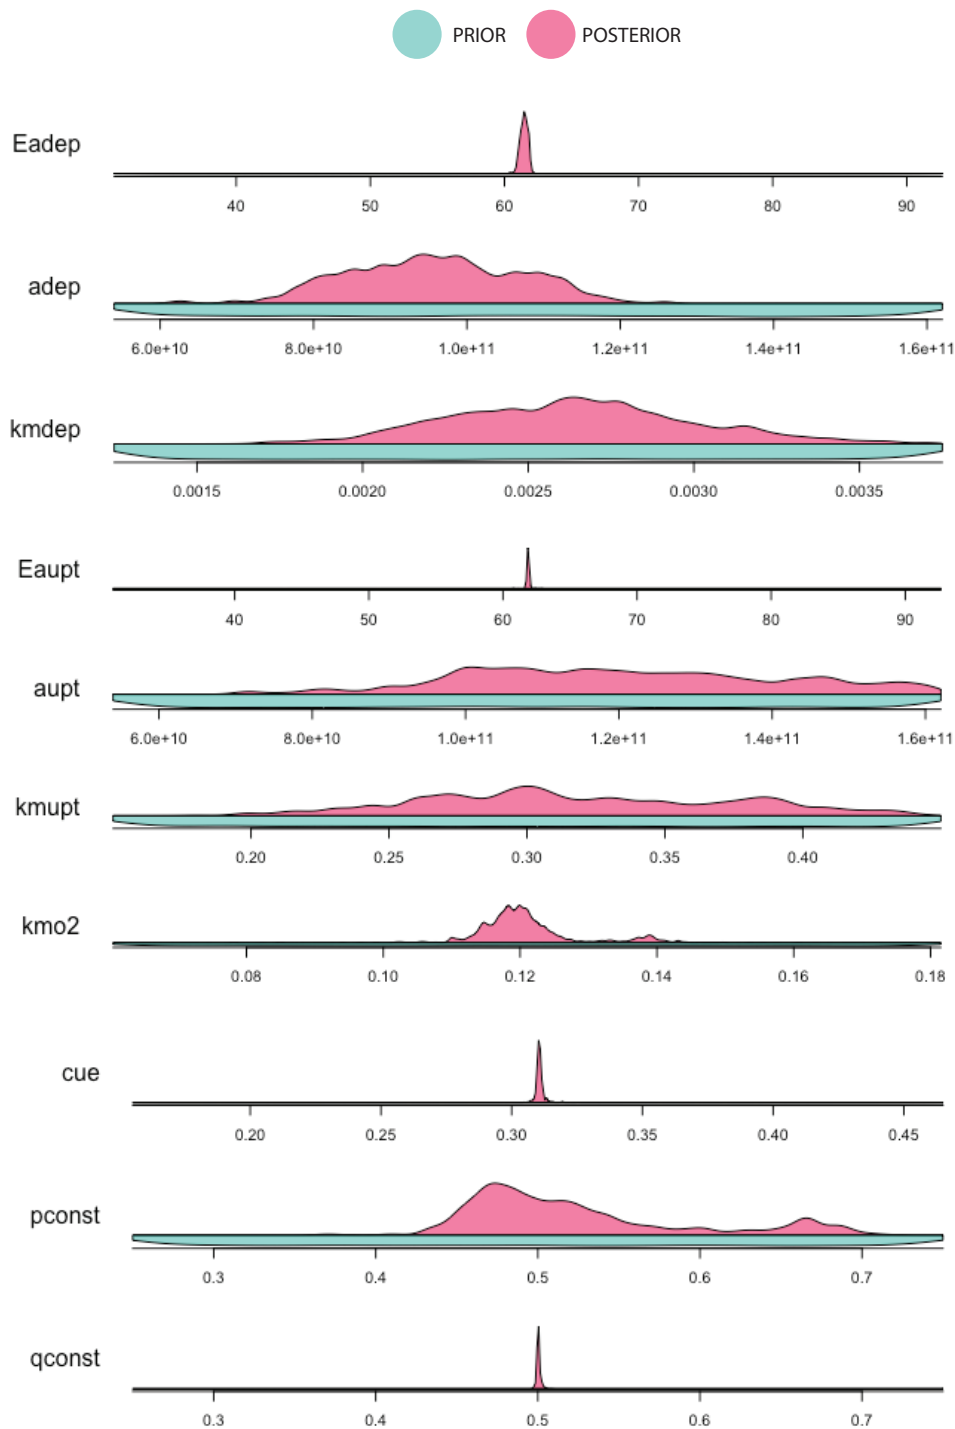 PRIOR POSTERIOR
Eadep
40 50 60 70 80 90
adep
6.0e+10 8.0e+10 1.0e+11 1.2e+11 1.4e+11 1.6e+11
kmdep
0.0015 0.0020 0.0025 0.0030 0.0035
Eaupt
40 50 60 70 80 90
aupt
6.0e+10 8.0e+10 1.0e+11 1.2e+11 1.4e+11 1.6e+11
kmupt
0.20 0.25 0.30 0.35 0.40
kmo2
0.08 0.10 0.12 0.14 0.16 0.18
cue
0.20 0.25 0.30 0.35 0.40 0.45
pconst
0.3 0.4 0.5 0.6 0.7
qconst
0.3 0.4 0.5 0.6 0.7